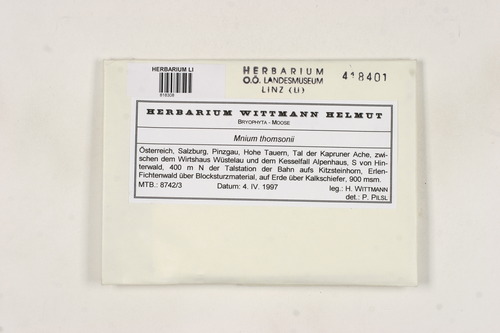 HERBARIUM LI
818308
HERBARIUM
O.Ö. LANDESMUSEUM
LINZ (LI)
418401
HERBARIUM WITTMANN HELMUT
BRYOPHYTA - MOOSE
Mnium thomsonii
Österreich, Salzburg, Pinzgau, Hohe Tauern, Tal der Kapruner Ache, zwi-
schen dem Wirtshaus Wüstelau und dem Kesselfall Alpenhaus, S von Hin-
terwald, 400 m N der Talstation der Bahn aufs Kitzsteinhorn, Erlen-
Fichtenwald über Blocksturzmaterial, auf Erde über Kalkschiefer, 900 msm.
MTB.: 8742/3 Datum: 4. IV. 1997 leg.: H. WITTMANN
det.: P. PILSL